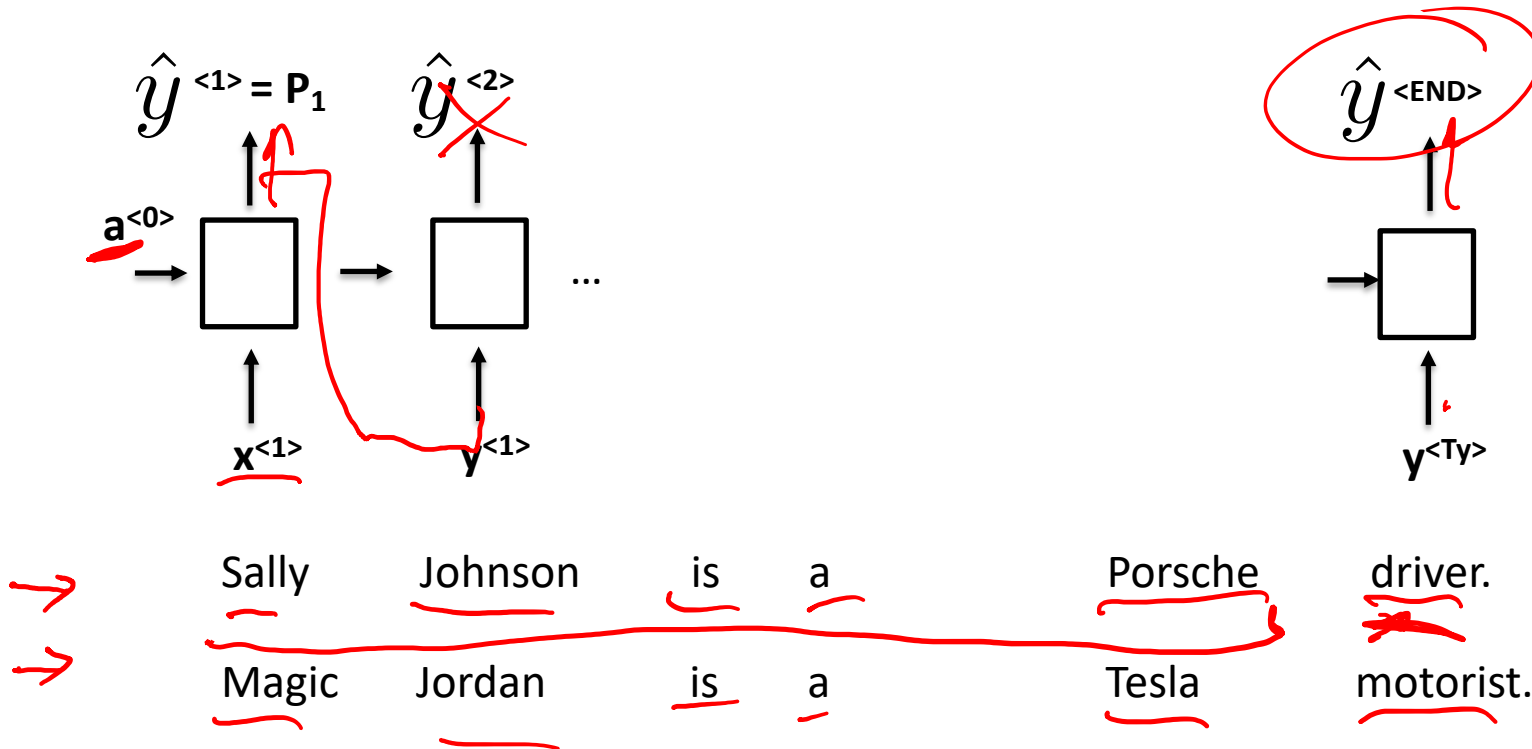 ŷ<1> = P₁ ŷ<2> ŷ<END>
a<0>
...
x<1> y<1> y<Ty>
Sally Johnson is a Porsche driver.
Magic Jordan is a Tesla motorist.